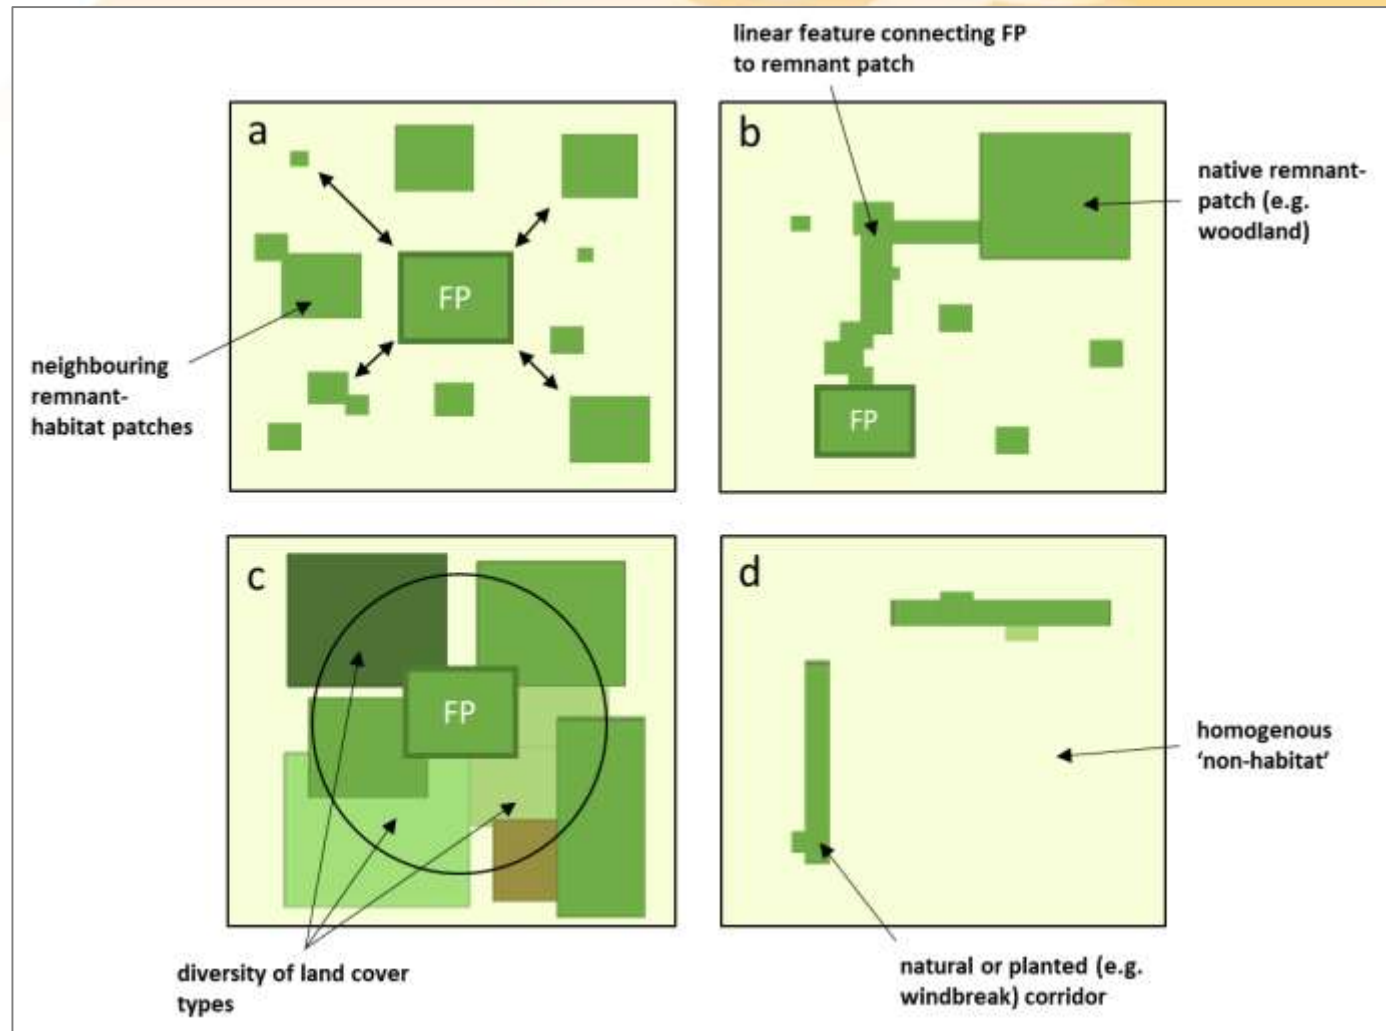 linear feature connecting FP
to remnant patch
a
b
native remnant-
patch (e.g.
woodland)
FP
neighbouring
remnant-
habitat patches
FP
c
d
FP
homogenous
‘non-habitat’
diversity of land cover
types
natural or planted (e.g.
windbreak) corridor